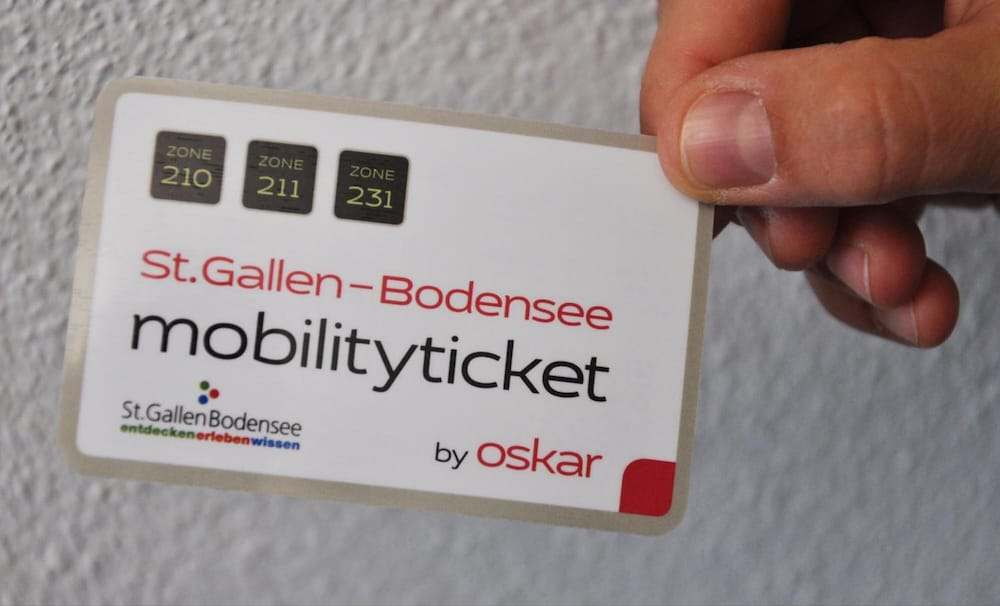 ZONE
210
ZONE
211
ZONE
231
St.Gallen–Bodensee
mobilityticket
St.GallenBodensee
entdeckenerlebenwissen
by oskar